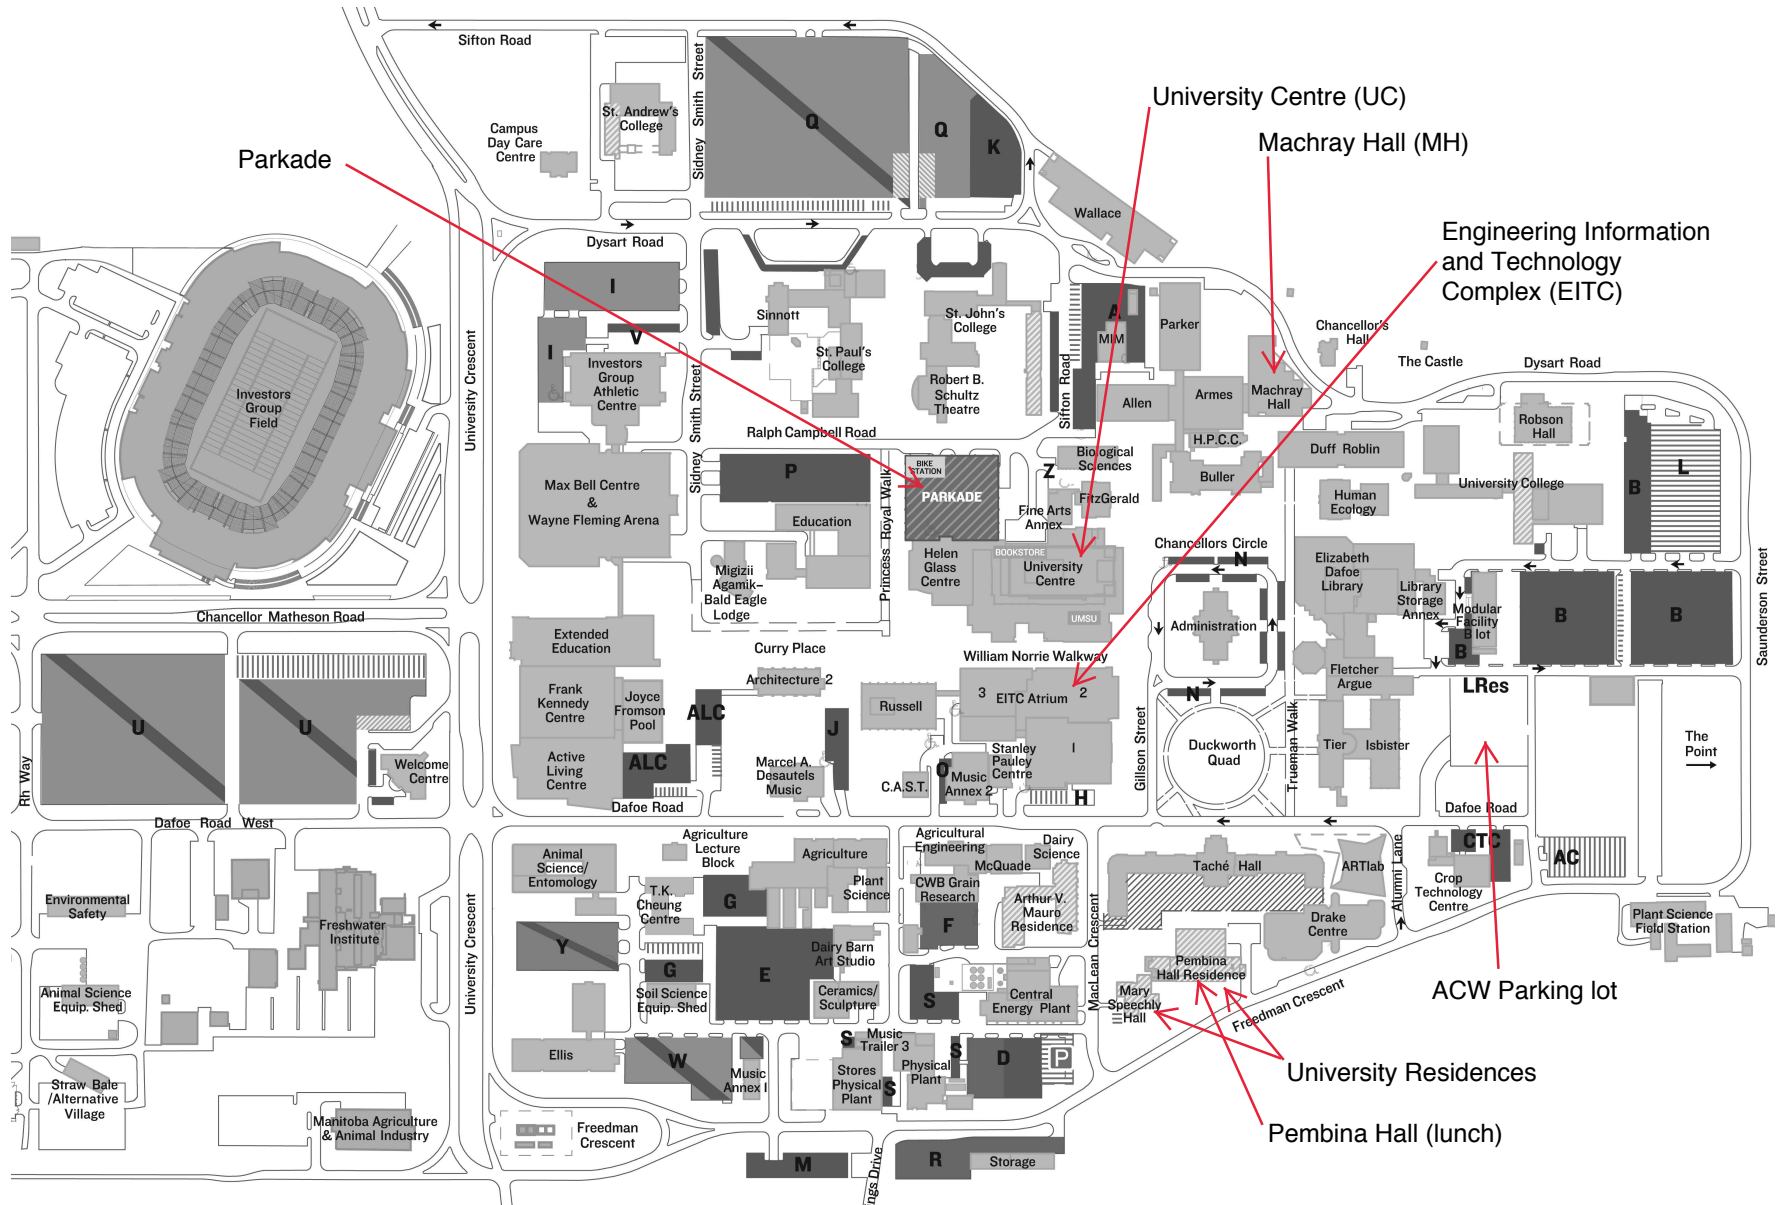 Sifton Road
Sidney Smith Street
St. Andrew's
College
Campus
Day Care
Centre
Q
Q
K
University Centre (UC)
Machray Hall (MH)
Parkade
Wallace
Engineering Information
and Technology
Complex (EITC)
Dysart Road
I
V
I
Sinnott
St. Paul's
College
St. John's
College
Robert B.
Schultz
Theatre
A
MIM
Parker
Sifton Road
Allen
Armes
Machray
Hall
Chancellor's
Hall
The Castle
Dysart Road
Robson
Hall
Investors
Group
Field
University Crescent
Investors
Group
Athletic
Centre
Sidney Smith Street
Ralph Campbell Road
H.P.C.C.
Biological
Sciences
Duff Roblin
Buller
University College
B
L
Max Bell Centre
&
Wayne Fleming Arena
P
BIKE
STATION
PARKADE
Z
FitzGerald
Fine Arts
Annex
Human
Ecology
Education
Princess Royal Walk
Migizii
Agamik–
Bald Eagle
Lodge
Helen
Glass
Centre
BOOKSTORE
University
Centre
UMSU
Chancellors Circle
N
Administration
Elizabeth
Dafoe
Library
Library
Storage
Annex
Modular
Facility
B lot
B
B
B
Saunderson Street
Chancellor Matheson Road
Extended
Education
Curry Place
William Norrie Walkway
Fletcher
Argue
LRes
Architecture 2
Frank
Kennedy
Centre
Joyce
Fromson
Pool
ALC
Russell
3
EITC Atrium
2
1
N
U
U
J
Gillson Street
Duckworth
Quad
Trueman Walk
Tier
Isbister
The
Point
Rh Way
Welcome
Centre
Active
Living
Centre
ALC
Marcel A.
Desautels
Music
C.A.S.T.
O
Music
Annex 2
Stanley
Pauley
Centre
H
Dafoe Road
Dafoe Road
Dafoe Road West
Agriculture
Lecture
Block
Agriculture
Agricultural
Engineering
Dairy
Science
McQuade
Taché Hall
ARTlab
Alumni Lane
CTC
AC
Animal
Science/
Entomology
T.K.
Cheung
Centre
G
Plant
Science
CWB Grain
Research
F
Arthur V.
Mauro
Residence
MacLean Crescent
Crop
Technology
Centre
Drake
Centre
Plant Science
Field Station
Environmental
Safety
Freshwater
Institute
University Crescent
Y
G
E
Dairy Barn
Art Studio
Pembina
Hall Residence
Animal Science
Equip. Shed
Soil Science
Equip. Shed
Ceramics/
Sculpture
S
Central
Energy Plant
Mary
Speechly
Hall
Freedman Crescent
ACW Parking lot
Ellis
W
Music
Annex I
S
Music
Trailer 3
Stores
Physical
Plant
S
Physical
Plant
S
D
P
University Residences
Straw Bale
/Alternative
Village
Manitoba Agriculture
& Animal Industry
Freedman
Crescent
Pembina Hall (lunch)
M
R
Storage
ngs Drive